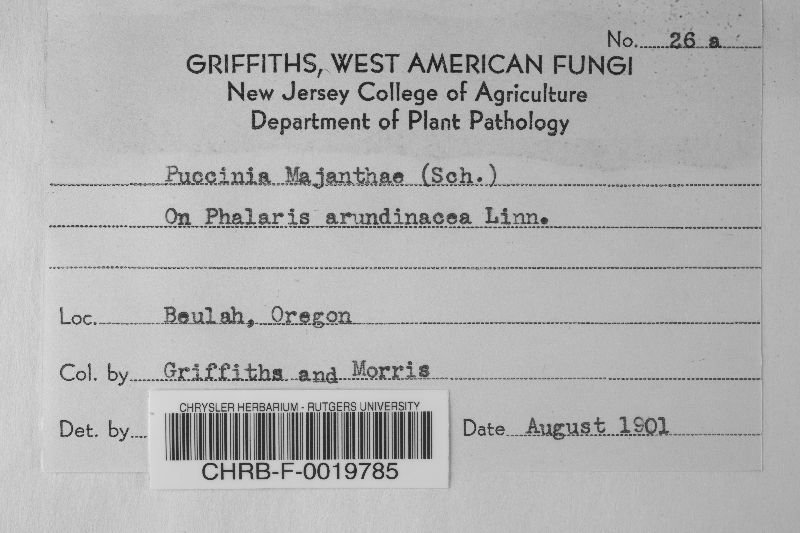 No. 26 a
GRIFFITHS, WEST AMERICAN FUNGI
New Jersey College of Agriculture
Department of Plant Pathology
Puccinia Majanthae (Sch.)
On Phalaris arundinacea Linn.
Loc. Beulah, Oregon
Col. by Griffiths and Morris
Det. by
Date August 1901
CHRYSLER HERBARIUM - RUTGERS UNIVERSITY
CHRB-F-0019785